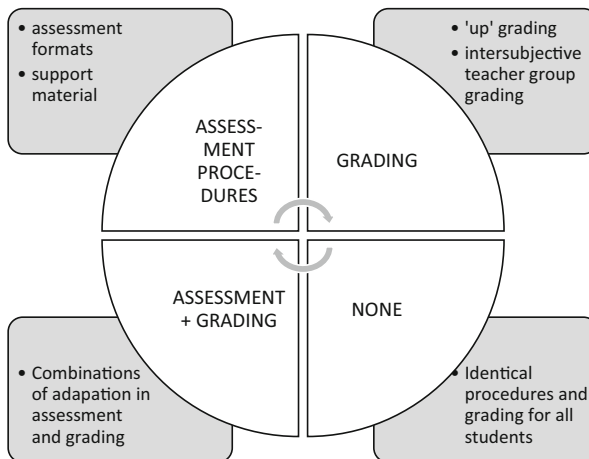 • assessment
formats
• support
material
• 'up' grading
• intersubjective
teacher group
grading
ASSESS-
MENT
PROCE-
DURES
GRADING
ASSESSMENT
+ GRADING
NONE
• Combinations
of adapation in
assessment
and grading
• Identical
procedures and
grading for all
students